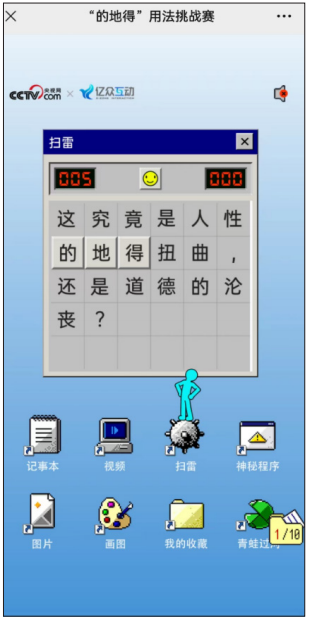 “的地得”用法挑战赛
CCTV com 央视网 × 亿众互动
扫雷
005 000
这究竟是人性
的地得扭曲，
还是道德的沦
丧？
记事本 视频 扫雷 神秘程序
图片 画图 我的收藏 青蛙过河
1/10